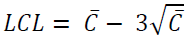 LCL = C̄ − 3√C̄